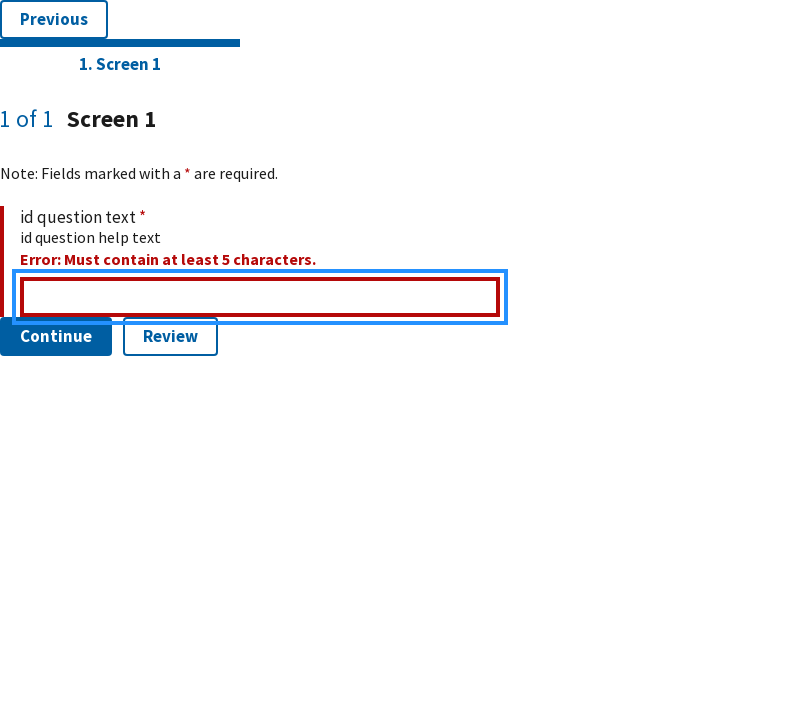 Previous
1. Screen 1
1 of 1 Screen 1
Note: Fields marked with a * are required.
id question text *
id question help text
Error: Must contain at least 5 characters.
Continue Review